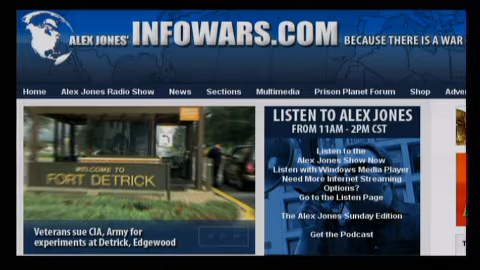 ALEX JONES' INFOWARS.COM BECAUSE THERE IS A WAR
Home Alex Jones Radio Show News Sections Multimedia Prison Planet Forum Shop
WELCOME TO
FORT DETRICK
Veterans sue CIA, Army for
experiments at Detrick, Edgewood
LISTEN TO ALEX JONES
FROM 11AM - 2PM CST
Listen to the
Alex Jones Show Now
Listen with Windows Media Player
Need More Internet Streaming
Options?
Go to the Listen Page
The Alex Jones Sunday Edition
Get the Podcast